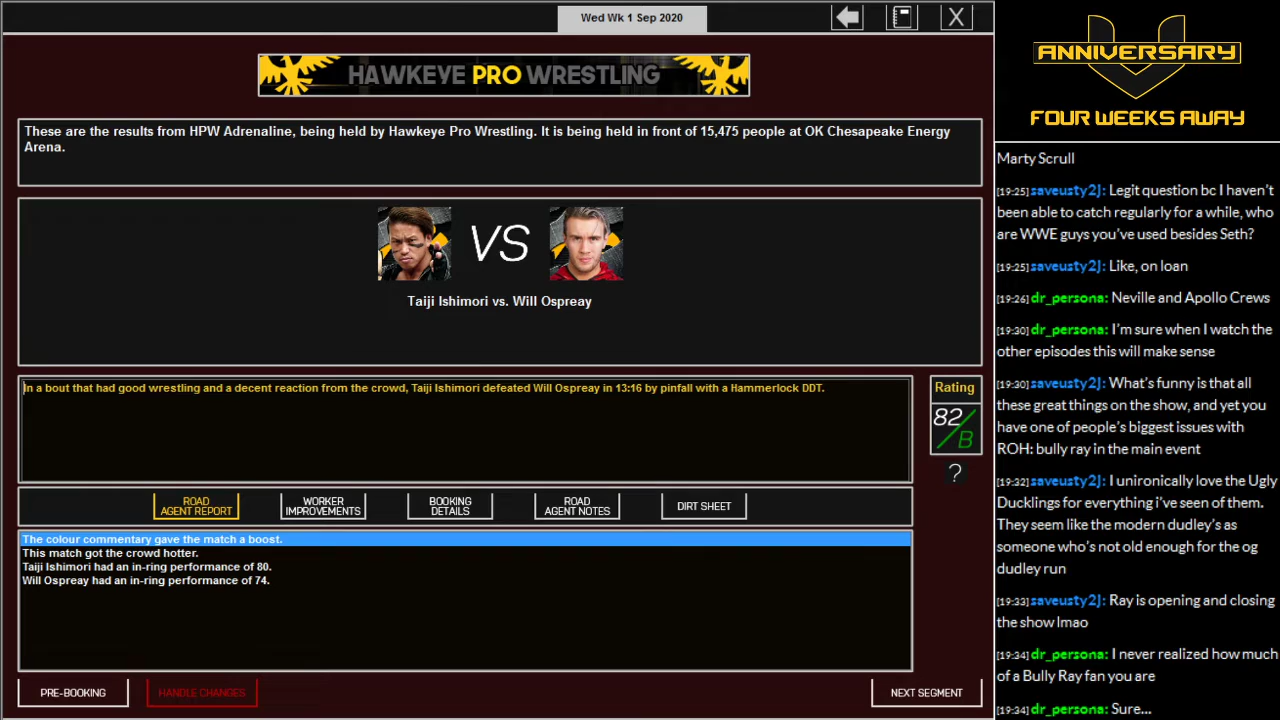 Wed Wk 1 Sep 2020
HAWKEYE PRO WRESTLING
These are the results from HPW Adrenaline, being held by Hawkeye Pro Wrestling. It is being held in front of 15,475 people at OK Chesapeake Energy
Arena.
VS
Taiji Ishimori vs. Will Ospreay
In a bout that had good wrestling and a decent reaction from the crowd, Taiji Ishimori defeated Will Ospreay in 13:16 by pinfall with a Hammerlock DDT.
Rating
82
B
?
ROAD
AGENT REPORT
WORKER
IMPROVEMENTS
BOOKING
DETAILS
ROAD
AGENT NOTES
DIRT SHEET
The colour commentary gave the match a boost.
This match got the crowd hotter.
Taiji Ishimori had an in-ring performance of 80.
Will Ospreay had an in-ring performance of 74.
PRE-BOOKING
HANDLE CHANGES
NEXT SEGMENT
X
ANNIVERSARY
FOUR WEEKS AWAY
Marty Scrull
[19:25] saveusty2J: Legit question bc I haven't
been able to catch regularly for a while, who
are WWE guys you've used besides Seth?
[19:25] saveusty2J: Like, on loan
[19:26] dr_persona: Neville and Apollo Crews
[19:30] dr_persona: I'm sure when I watch the
other episodes this will make sense
[19:30] saveusty2J: What's funny is that all
these great things on the show, and yet you
have one of people's biggest issues with
ROH: bully ray in the main event
[19:32] saveusty2J: I unironically love the Ugly
Ducklings for everything i've seen of them.
They seem like the modern dudley's as
someone who's not old enough for the og
dudley run
[19:33] saveusty2J: Ray is opening and closing
the show lmao
[19:34] dr_persona: I never realized how much
of a Bully Ray fan you are
[19:34] dr_persona: Sure...